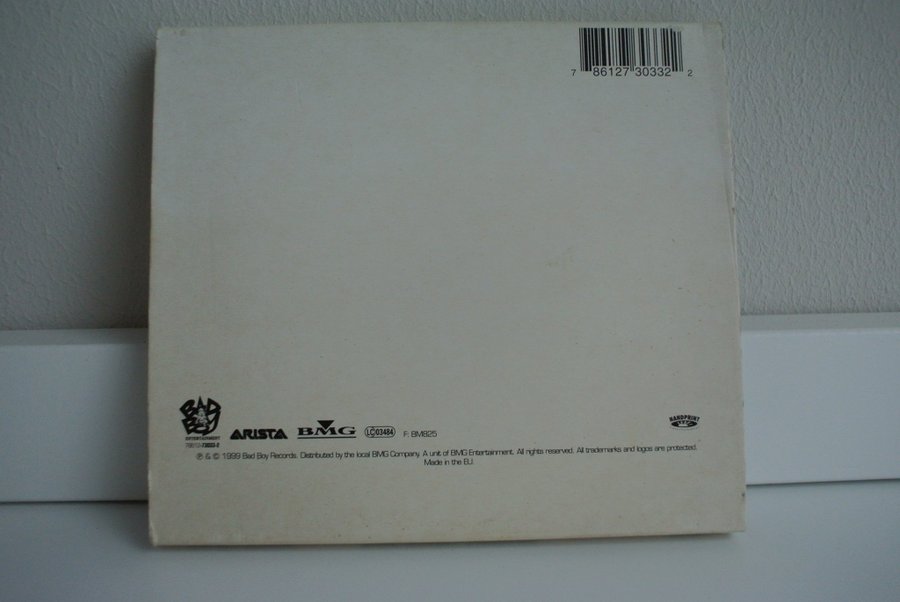 7 86127 30332 2
BAD BOY
ENTERTAINMENT
ARISTA
BMG
LC 03484
F: BM825
HANDPRINT
℗ & © 1999 Bad Boy Records. Distributed by the local BMG Company. A unit of BMG Entertainment. All rights reserved. All trademarks and logos are protected.
Made in the EU.